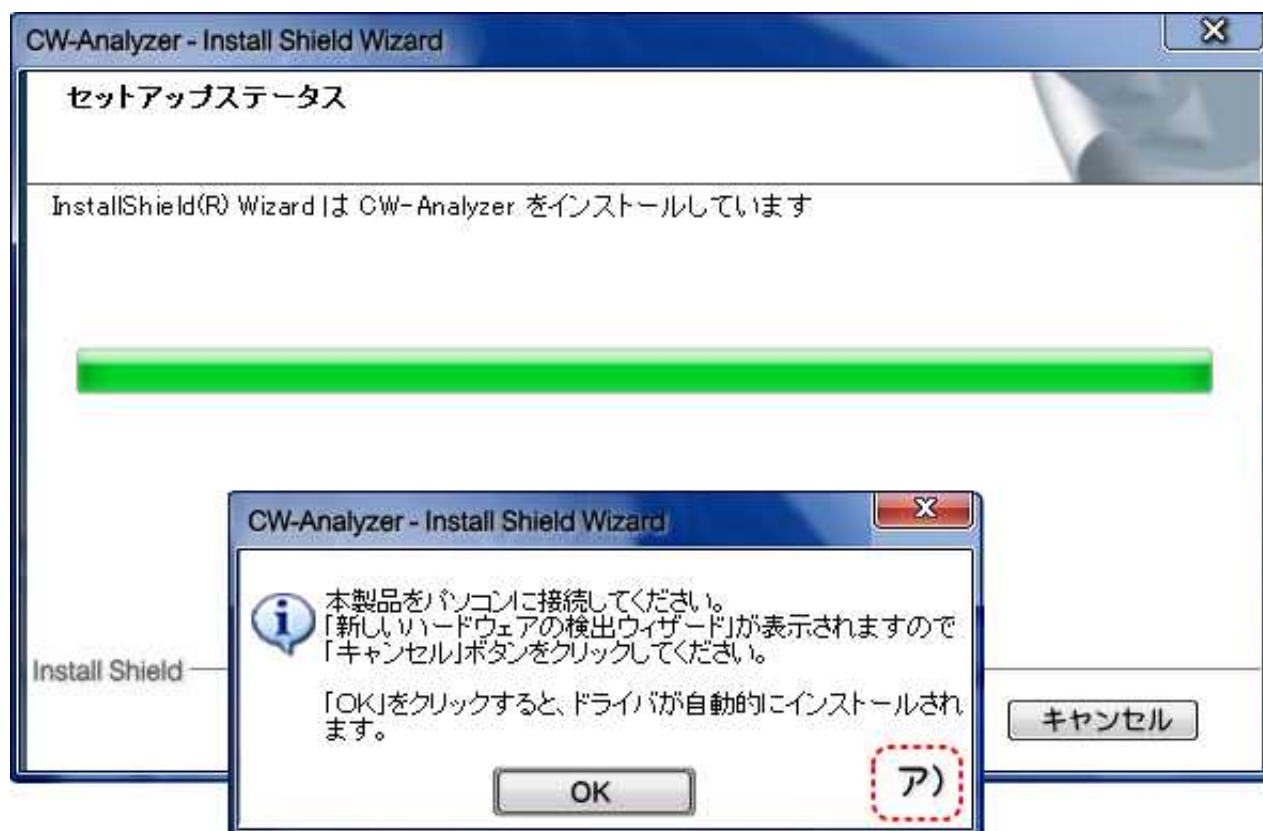 CW-Analyzer - Install Shield Wizard
セットアップステータス
InstallShield(R) Wizard は CW-Analyzer をインストールしています
CW-Analyzer - Install Shield Wizard
本製品をパソコンに接続してください。
「新しいハードウェアの検出ウィザード」が表示されますので
「キャンセル」ボタンをクリックしてください。
「OK」をクリックすると、ドライバが自動的にインストールされ
ます。
OK
ア)
Install Shield
キャンセル